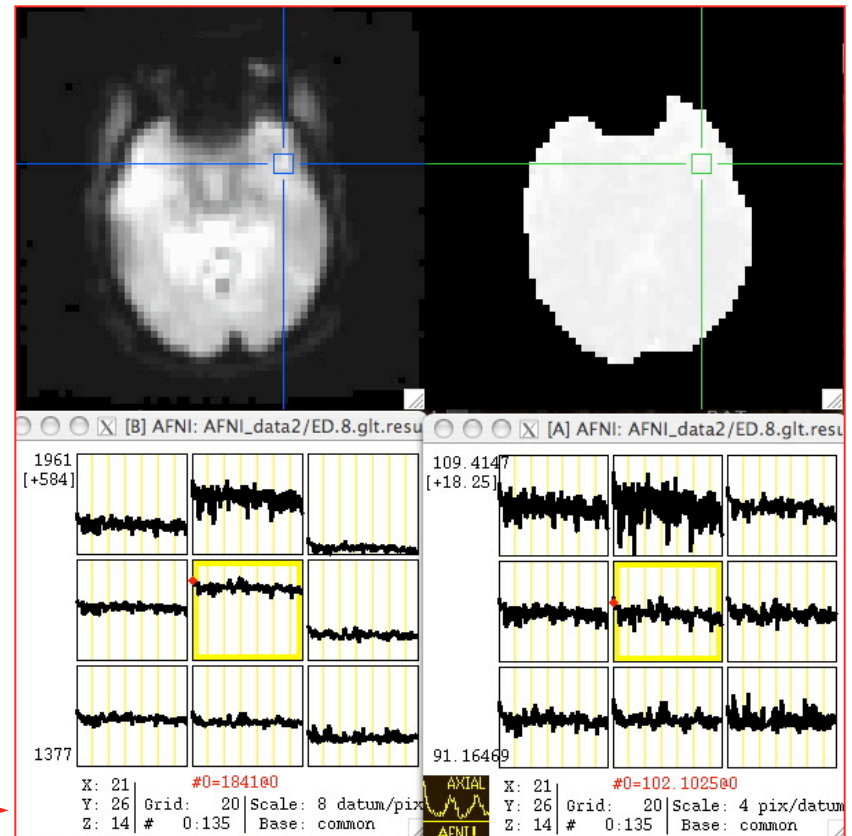 X [B] AFNI: AFNI_data2/ED.8.glt.resu
1961
[+584]
1377
X: 21 #0=1841@0
Y: 26 Grid: 20 Scale: 8 datum/pix
Z: 14 # 0:135 Base: common
X [A] AFNI: AFNI_data2/ED.8.glt.resu
109.4147
[+18.25]
91.16469
AXIAL
AFNI
X: 21 #0=102.1025@0
Y: 26 Grid: 20 Scale: 4 pix/datum
Z: 14 # 0:135 Base: common